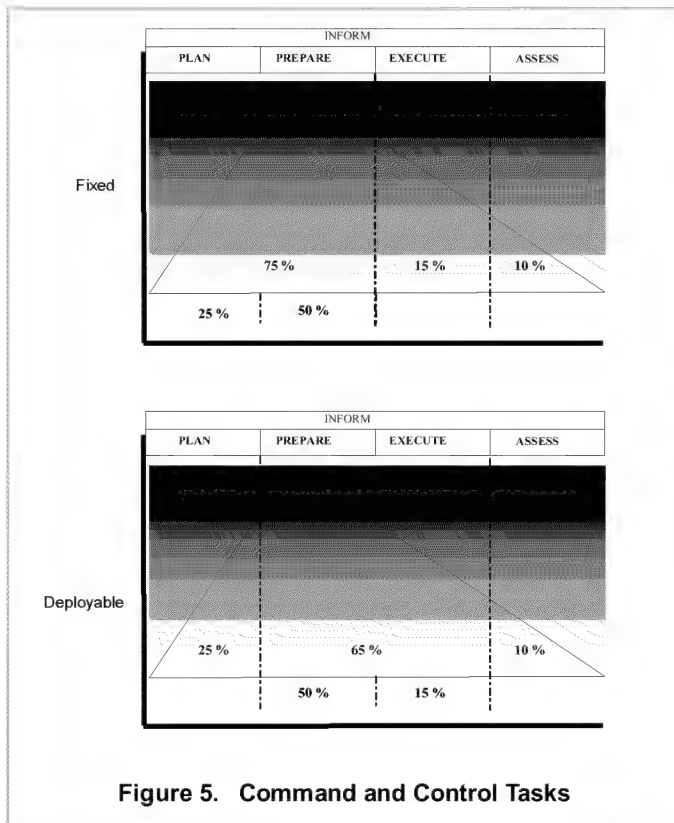 INFORM
PLAN PREPARE EXECUTE ASSESS
Fixed
75 % 15 % 10 %
25 % 50 %
INFORM
PLAN PREPARE EXECUTE ASSESS
Deployable
25 % 65 % 10 %
50 % 15 %
Figure 5. Command and Control Tasks